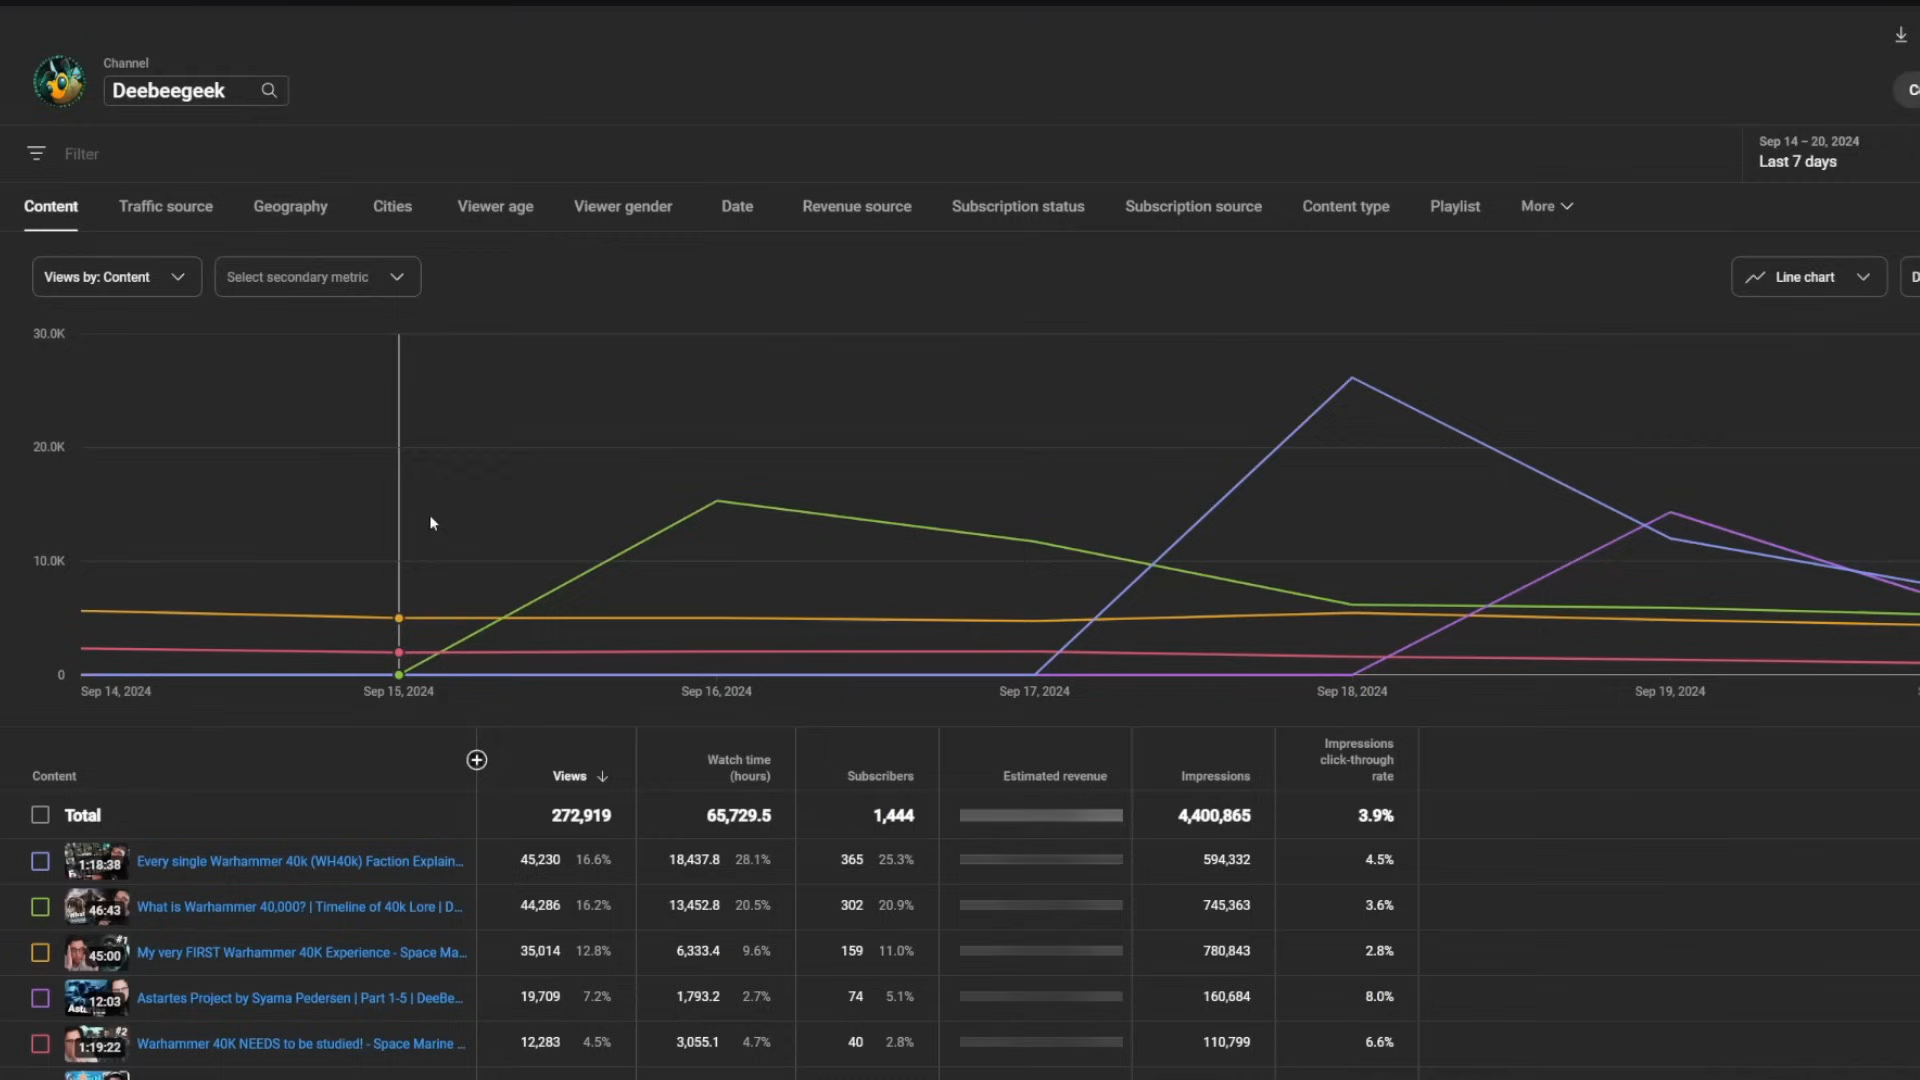 Channel
Deebeegeek
Filter
Sep 14 – 20, 2024
Last 7 days
Content Traffic source Geography Cities Viewer age Viewer gender Date Revenue source Subscription status Subscription source Content type Playlist More
Views by: Content Select secondary metric Line chart
30.0K
20.0K
10.0K
0
Sep 14, 2024 Sep 15, 2024 Sep 16, 2024 Sep 17, 2024 Sep 18, 2024 Sep 19, 2024
Content Views Watch time (hours) Subscribers Estimated revenue Impressions Impressions click-through rate
Total 272,919 65,729.5 1,444 4,400,865 3.9%
1:18:38 Every single Warhammer 40k (WH40k) Faction Explain... 45,230 16.6% 18,437.8 28.1% 365 25.3% 594,332 4.5%
46:43 What is Warhammer 40,000? | Timeline of 40k Lore | D... 44,286 16.2% 13,452.8 20.5% 302 20.9% 745,363 3.6%
#1 45:00 My very FIRST Warhammer 40K Experience - Space Ma... 35,014 12.8% 6,333.4 9.6% 159 11.0% 780,843 2.8%
12:03 Astartes Project by Syama Pedersen | Part 1-5 | DeeBe... 19,709 7.2% 1,793.2 2.7% 74 5.1% 160,684 8.0%
#2 1:19:22 Warhammer 40K NEEDS to be studied! - Space Marine ... 12,283 4.5% 3,055.1 4.7% 40 2.8% 110,799 6.6%